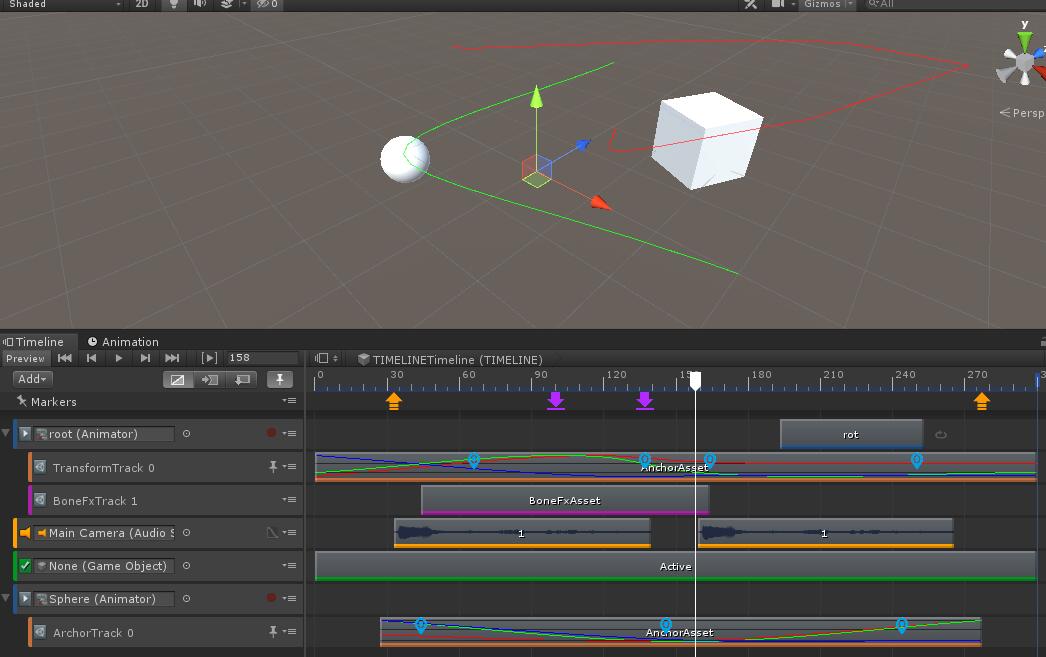 Shaded 2D 0 Gizmos All
y
Persp
Timeline Animation
Preview 158 TIMELINETimeline (TIMELINE)
Add
0 30 60 90 120 180 210 240 270
Markers
root (Animator) rot
TransformTrack 0 AnchorAsset
BoneFxTrack 1 BoneFxAsset
Main Camera (Audio S 1 1
None (Game Object) Active
Sphere (Animator)
ArchorTrack 0 AnchorAsset